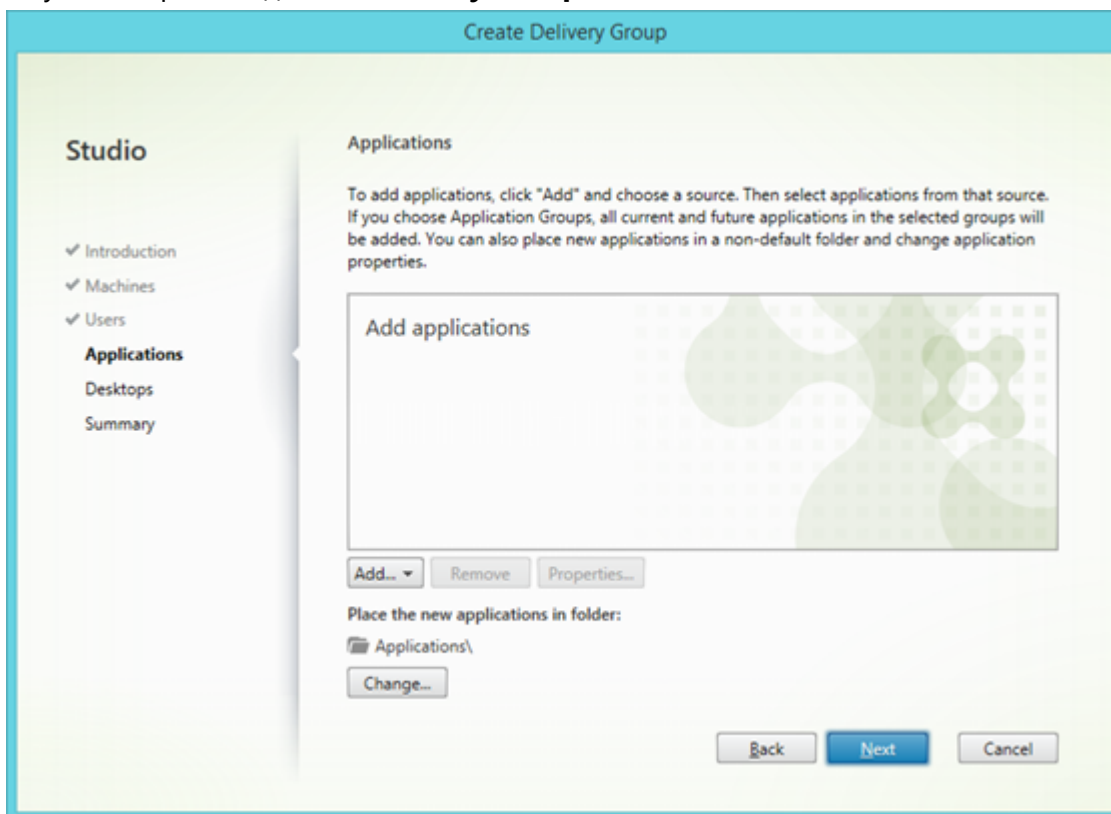 Create Delivery Group
Studio
Introduction
Machines
Users
Applications
Desktops
Summary
Applications
To add applications, click "Add" and choose a source. Then select applications from that source.
If you choose Application Groups, all current and future applications in the selected groups will
be added. You can also place new applications in a non-default folder and change application
properties.
Add applications
Add... Remove Properties...
Place the new applications in folder:
Applications\
Change...
Back Next Cancel